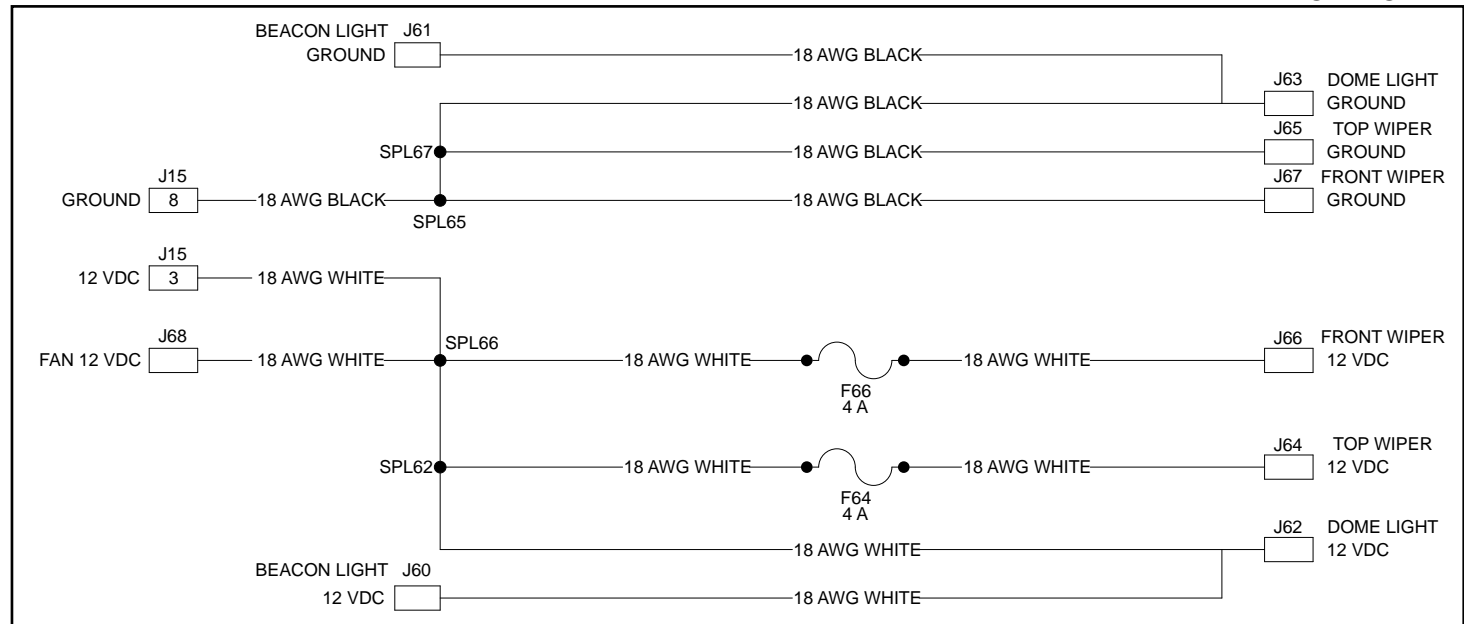 BEACON LIGHT J61
GROUND
18 AWG BLACK
J63 DOME LIGHT
18 AWG BLACK
GROUND
J65 TOP WIPER
SPL67
18 AWG BLACK
GROUND
J15
J67 FRONT WIPER
GROUND 8
18 AWG BLACK
18 AWG BLACK
GROUND
SPL65
J15
12 VDC 3
18 AWG WHITE
J68
SPL66
J66 FRONT WIPER
FAN 12 VDC
18 AWG WHITE
18 AWG WHITE
18 AWG WHITE
12 VDC
F66
4 A
J64 TOP WIPER
SPL62
18 AWG WHITE
18 AWG WHITE
12 VDC
F64
4 A
J62 DOME LIGHT
18 AWG WHITE
12 VDC
BEACON LIGHT J60
12 VDC
18 AWG WHITE